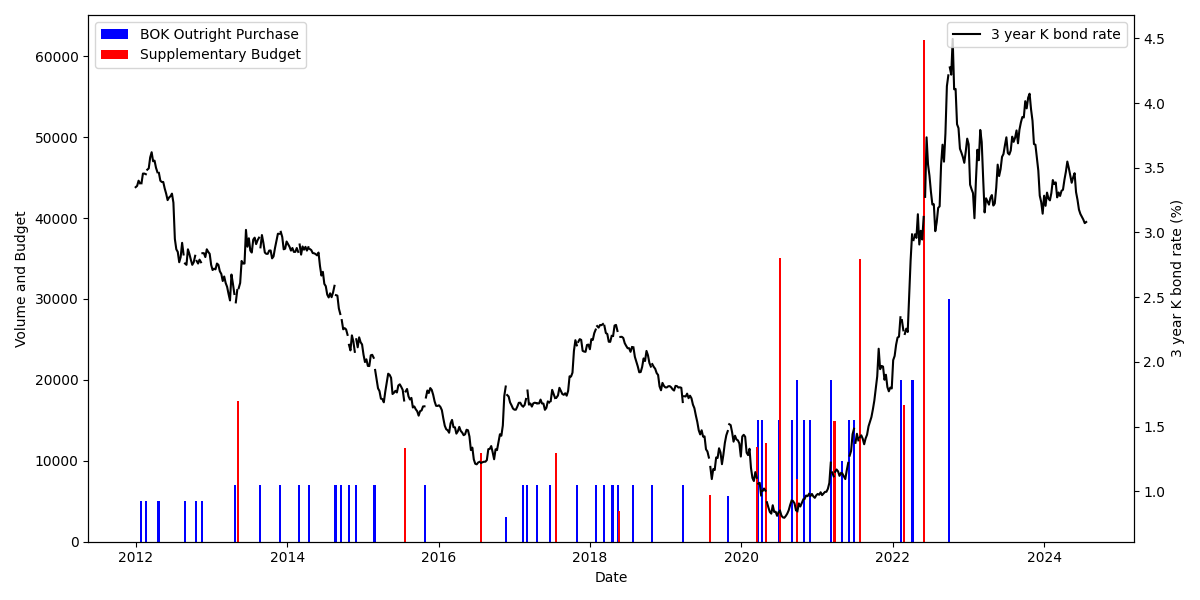 BOK Outright Purchase
Supplementary Budget
3 year K bond rate
60000
50000
40000
30000
20000
10000
0
Volume and Budget
4.5
4.0
3.5
3.0
2.5
2.0
1.5
1.0
3 year K bond rate (%)
2012 2014 2016 2018 2020 2022 2024
Date